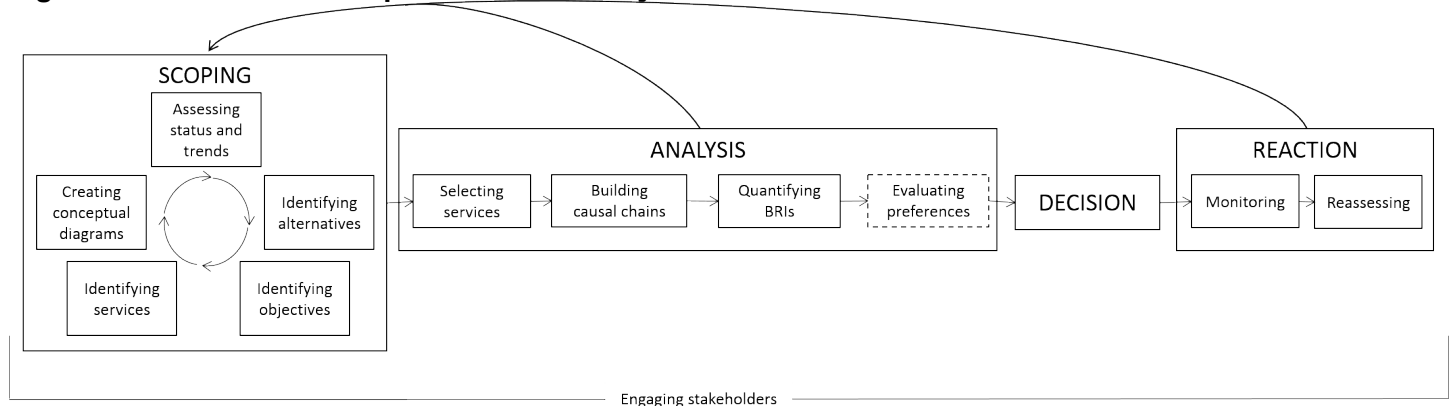 SCOPING
Assessing
status and
trends
Creating
conceptual
diagrams
Identifying
alternatives
Identifying
services
Identifying
objectives
ANALYSIS
Selecting
services
Building
causal chains
Quantifying
BRIs
Evaluating
preferences
DECISION
REACTION
Monitoring
Reassessing
Engaging stakeholders